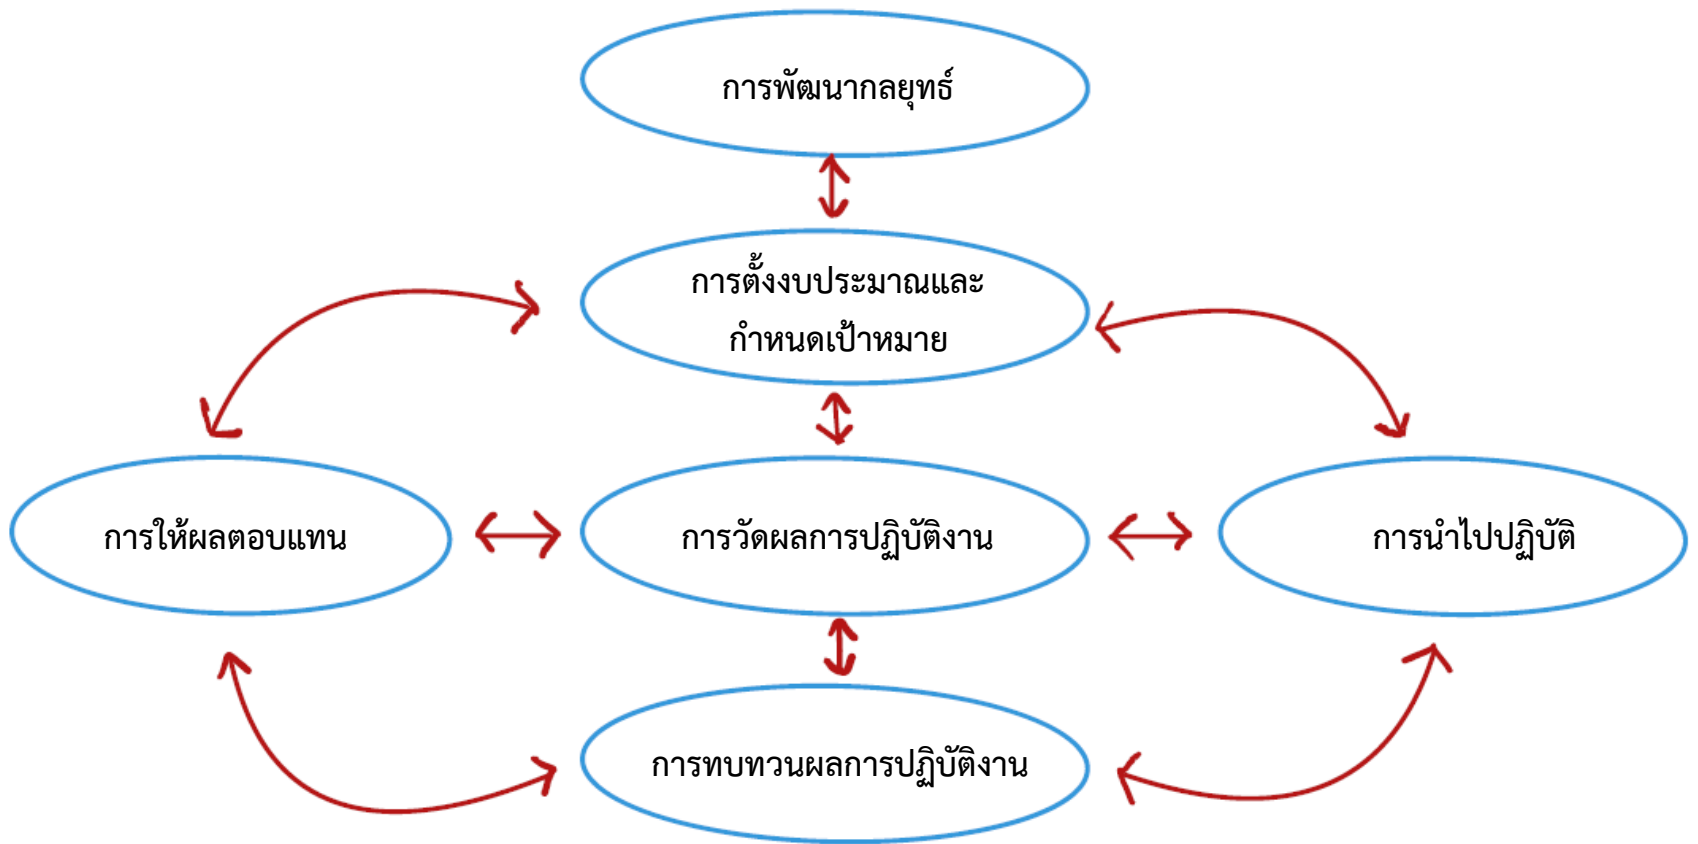 การพัฒนากลยุทธ์
การตั้งงบประมาณและ
กำหนดเป้าหมาย
การให้ผลตอบแทน
การวัดผลการปฏิบัติงาน
การนำไปปฏิบัติ
การทบทวนผลการปฏิบัติงาน